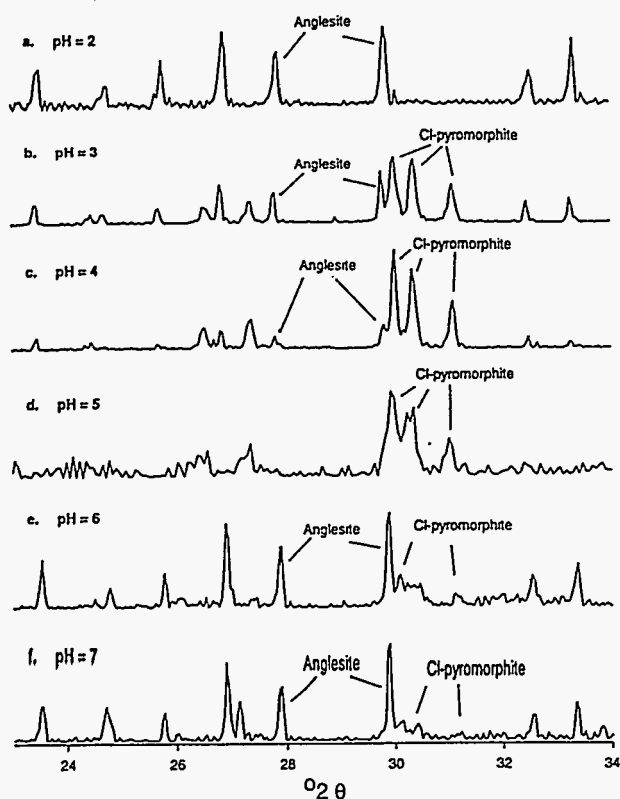 Anglesite
a. pH = 2
Cl-pyromorphite
b. pH = 3
Anglesite
Cl-pyromorphite
c. pH = 4
Anglesite
Cl-pyromorphite
d. pH = 5
e. pH = 6
Anglesite
Cl-pyromorphite
f. pH = 7
Anglesite
Cl-pyromorphite
24 26 28 30 32 34
°2 θ